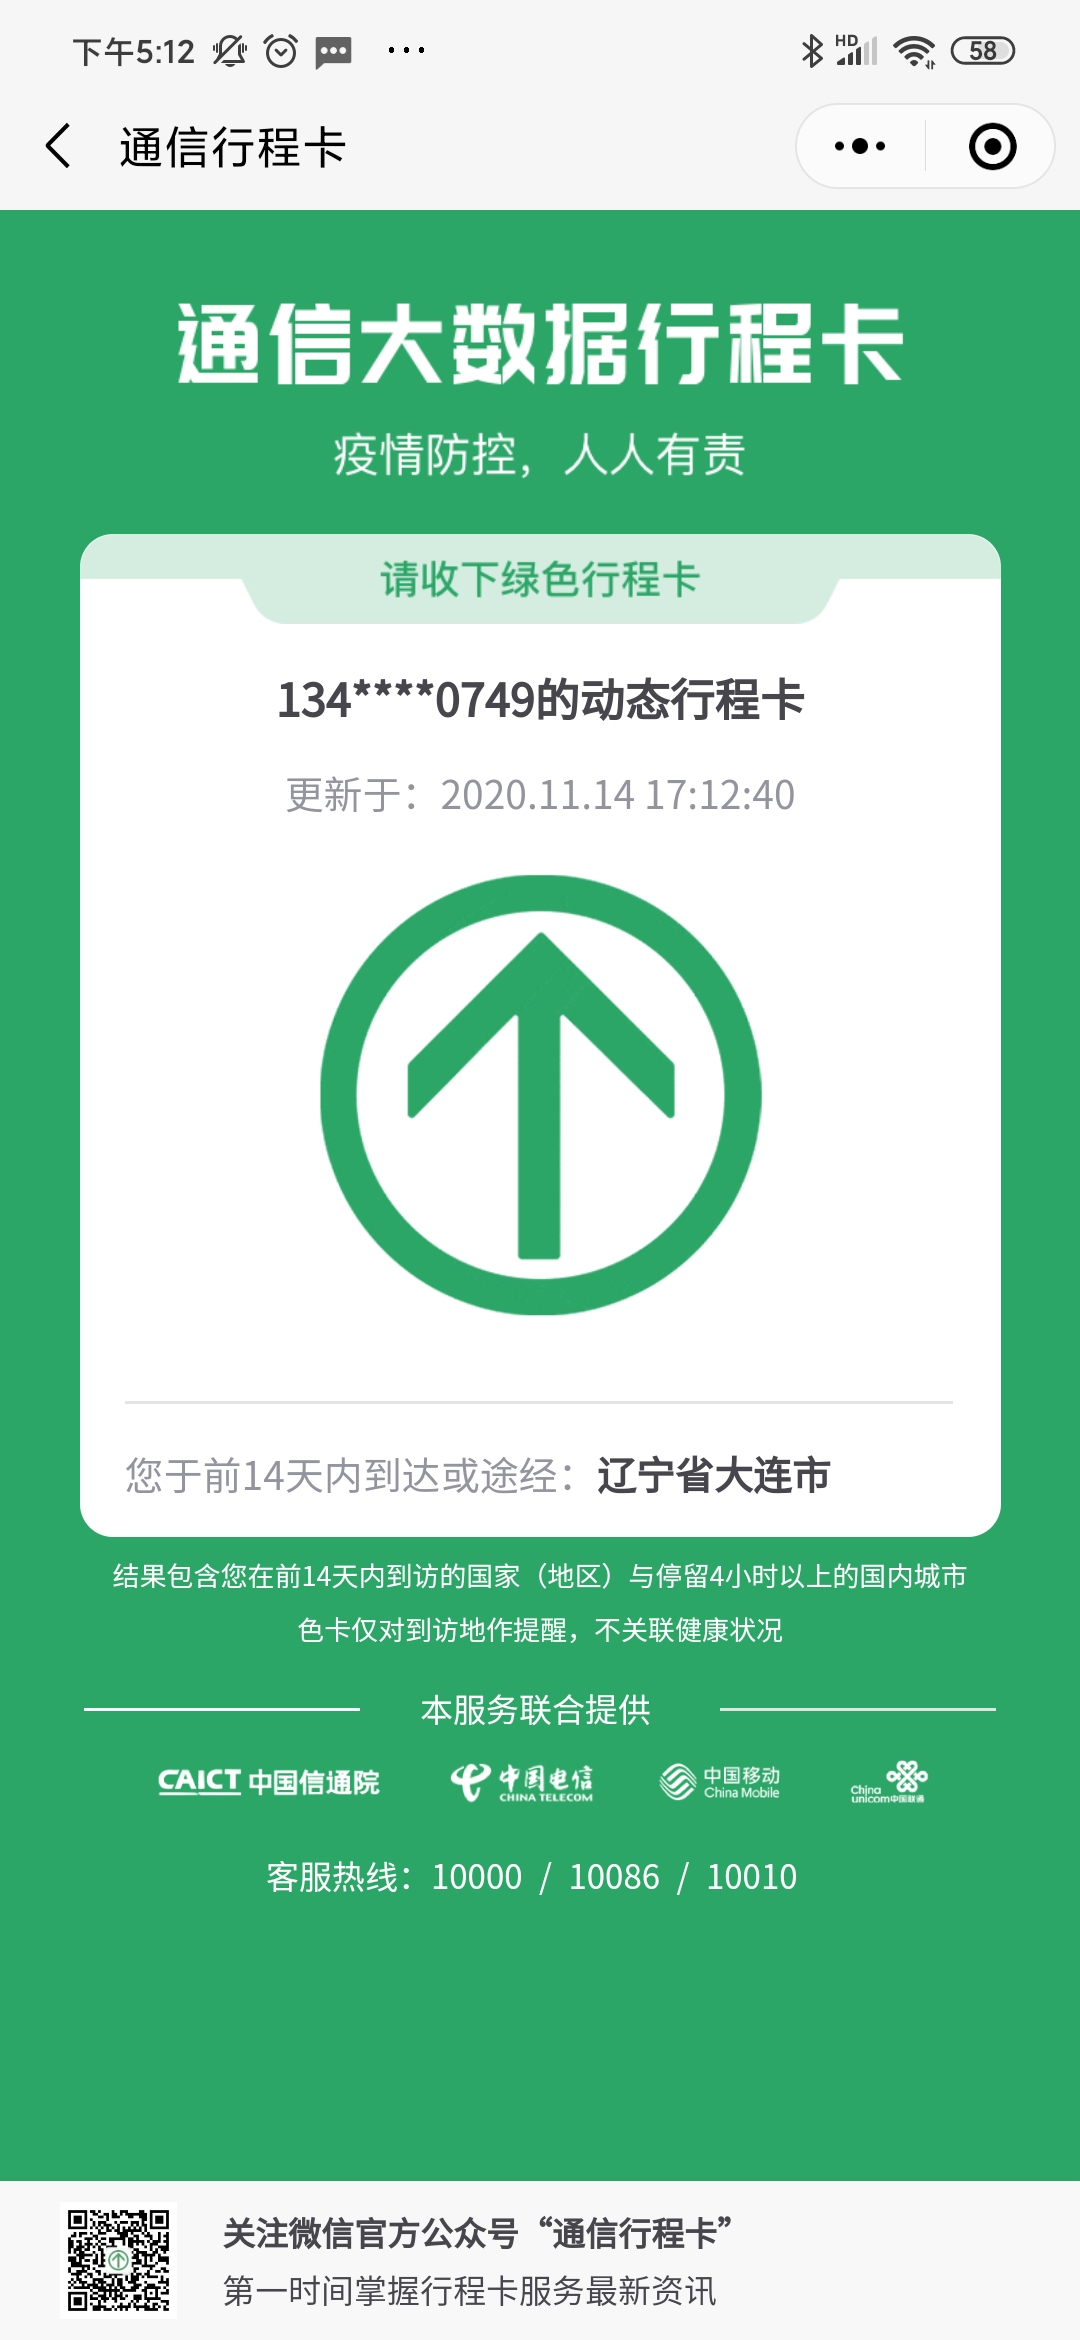 下午5:12
HD
58
通信行程卡
通信大数据行程卡
疫情防控，人人有责
请收下绿色行程卡
134****0749的动态行程卡
更新于：2020.11.14 17:12:40
您于前14天内到达或途经：辽宁省大连市
结果包含您在前14天内到访的国家（地区）与停留4小时以上的国内城市
色卡仅对到访地作提醒，不关联健康状况
本服务联合提供
CAICT 中国信通院
中国电信
CHINA TELECOM
中国移动
China Mobile
China
unicom中国联通
客服热线：10000 / 10086 / 10010
关注微信官方公众号“通信行程卡”
第一时间掌握行程卡服务最新资讯